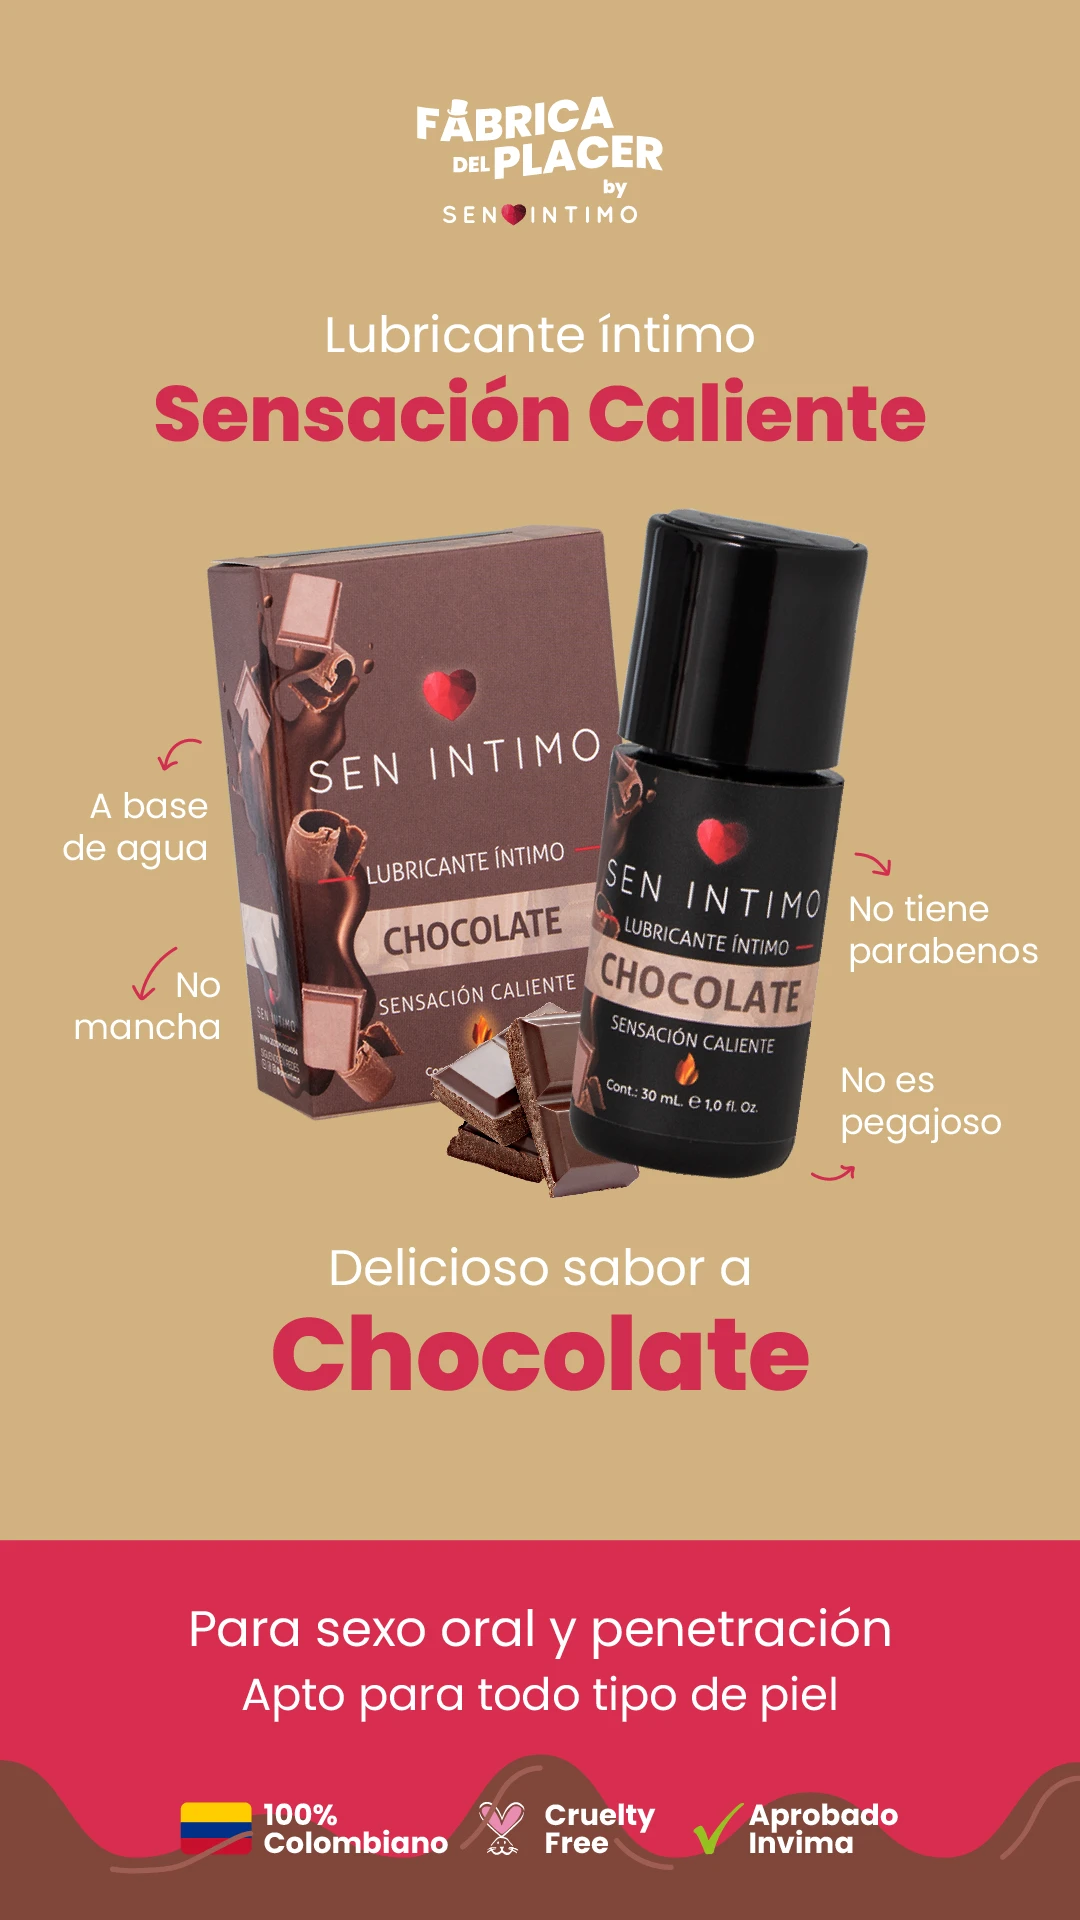 FÁBRICA
DEL PLACER
by
SEN INTIMO
Lubricante íntimo
Sensación Caliente
SEN INTIMO
LUBRICANTE ÍNTIMO
CHOCOLATE
SENSACIÓN CALIENTE
SEN INTIMO
SEN INTIMO
LUBRICANTE ÍNTIMO
CHOCOLATE
SENSACIÓN CALIENTE
Cont.: 30 mL. ℮ 1,0 fl. Oz.
A base
de agua
No
mancha
No tiene
parabenos
No es
pegajoso
Delicioso sabor a
Chocolate
Para sexo oral y penetración
Apto para todo tipo de piel
100%
Colombiano
Cruelty
Free
Aprobado
Invima